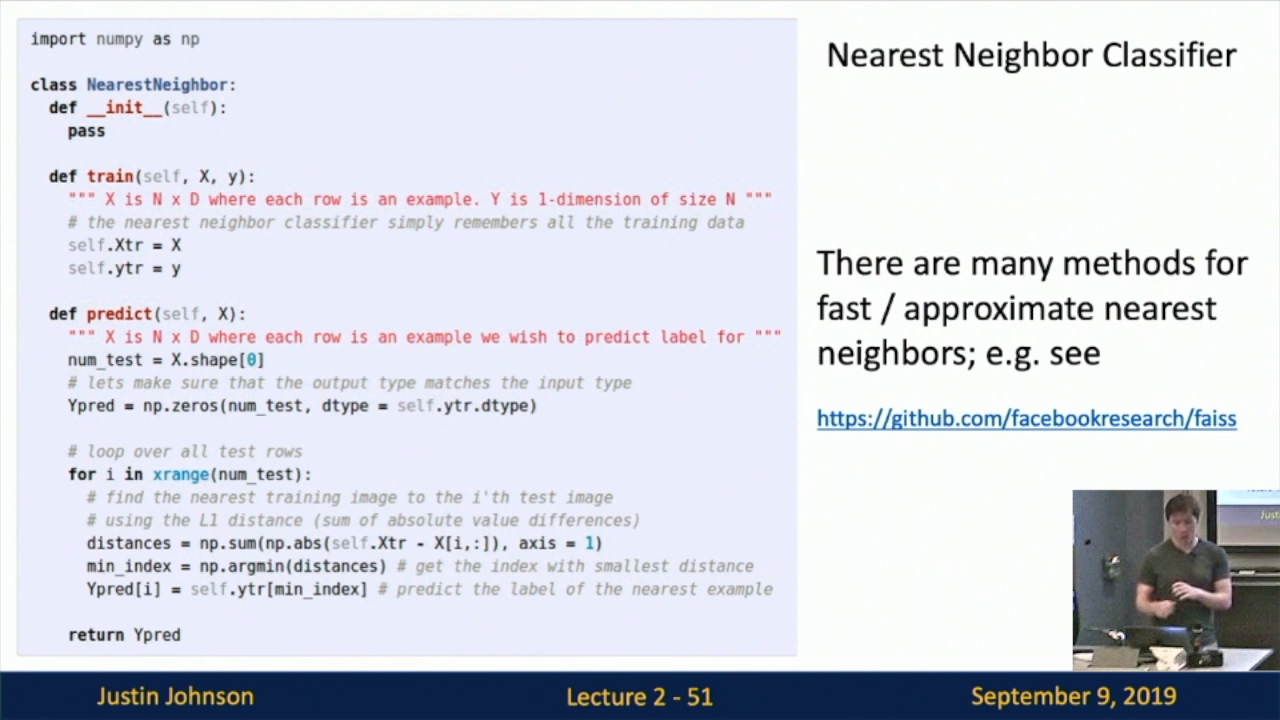 import numpy as np
class NearestNeighbor:
def __init__(self):
pass
def train(self, X, y):
""" X is N x D where each row is an example. Y is 1-dimension of size N """
# the nearest neighbor classifier simply remembers all the training data
self.Xtr = X
self.ytr = y
def predict(self, X):
""" X is N x D where each row is an example we wish to predict label for """
num_test = X.shape[0]
# lets make sure that the output type matches the input type
Ypred = np.zeros(num_test, dtype = self.ytr.dtype)
# loop over all test rows
for i in xrange(num_test):
# find the nearest training image to the i'th test image
# using the L1 distance (sum of absolute value differences)
distances = np.sum(np.abs(self.Xtr - X[i,:]), axis = 1)
min_index = np.argmin(distances) # get the index with smallest distance
Ypred[i] = self.ytr[min_index] # predict the label of the nearest example
return Ypred
Nearest Neighbor Classifier
There are many methods for
fast / approximate nearest
neighbors; e.g. see
https://github.com/facebookresearch/faiss
Justin Johnson
Lecture 2 - 51
September 9, 2019